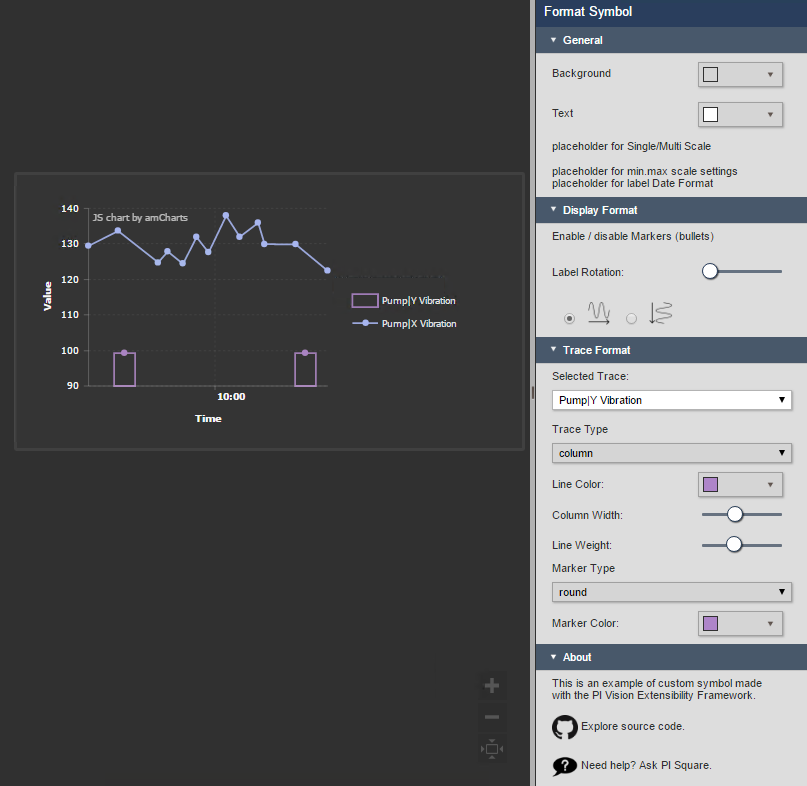 140
130
120
110
100
90
Value
JS chart by amCharts
10:00
Time
Pump|Y Vibration
Pump|X Vibration
Format Symbol
General
Background
Text
placeholder for Single/Multi Scale
placeholder for min.max scale settings
placeholder for label Date Format
Display Format
Enable / disable Markers (bullets)
Label Rotation:
Trace Format
Selected Trace:
Pump|Y Vibration
Trace Type
column
Line Color:
Column Width:
Line Weight:
Marker Type
round
Marker Color:
About
This is an example of custom symbol made
with the PI Vision Extensibility Framework.
Explore source code.
Need help? Ask PI Square.